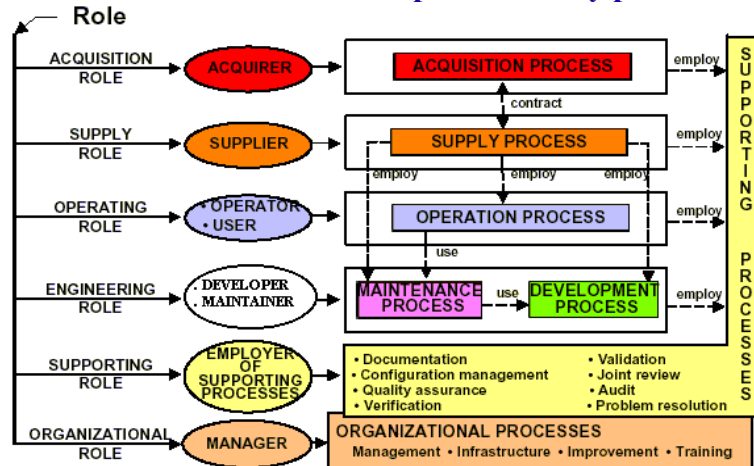 Role
ACQUISITION
ROLE
ACQUIRER
ACQUISITION PROCESS
employ
contract
SUPPLY
ROLE
SUPPLIER
SUPPLY PROCESS
employ
employ
employ
employ
OPERATING
ROLE
• OPERATOR
• USER
OPERATION PROCESS
employ
use
ENGINEERING
ROLE
. DEVELOPER
. MAINTAINER
MAINTENANCE
PROCESS
use
DEVELOPMENT
PROCESS
employ
SUPPORTING PROCESSES
SUPPORTING
ROLE
EMPLOYER
OF
SUPPORTING
PROCESSES
• Documentation
• Configuration management
• Quality assurance
• Verification
• Validation
• Joint review
• Audit
• Problem resolution
ORGANIZATIONAL
ROLE
MANAGER
ORGANIZATIONAL PROCESSES
Management • Infrastructure • Improvement • Training